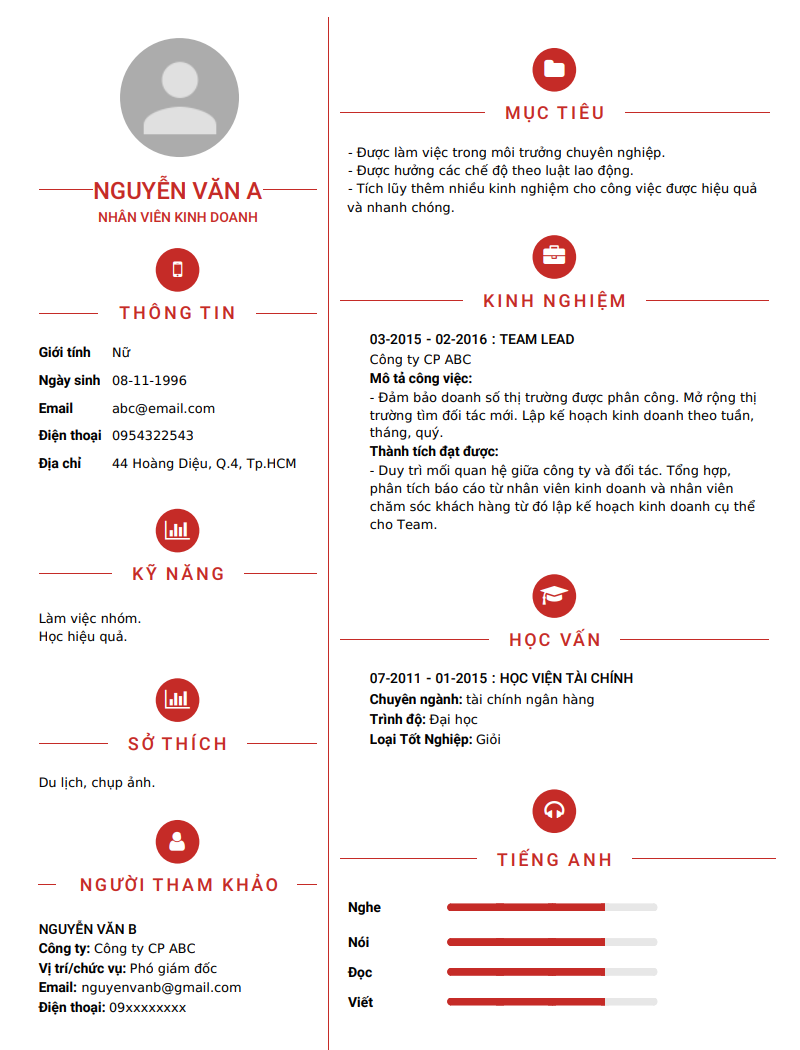 NGUYỄN VĂN A
NHÂN VIÊN KINH DOANH
THÔNG TIN
Giới tính Nữ
Ngày sinh 08-11-1996
Email abc@email.com
Điện thoại 0954322543
Địa chỉ 44 Hoàng Diệu, Q.4, Tp.HCM
KỸ NĂNG
Làm việc nhóm.
Học hiệu quả.
SỞ THÍCH
Du lịch, chụp ảnh.
NGƯỜI THAM KHẢO
NGUYỄN VĂN B
Công ty: Công ty CP ABC
Vị trí/chức vụ: Phó giám đốc
Email: nguyenvanb@gmail.com
Điện thoại: 09xxxxxxxx
MỤC TIÊU
- Được làm việc trong môi trưởng chuyên nghiệp.
- Được hưởng các chế độ theo luật lao động.
- Tích lũy thêm nhiều kinh nghiệm cho công việc được hiệu quả
và nhanh chóng.
KINH NGHIỆM
03-2015 - 02-2016 : TEAM LEAD
Công ty CP ABC
Mô tả công việc:
- Đảm bảo doanh số thị trường được phân công. Mở rộng thị
trường tìm đối tác mới. Lập kế hoạch kinh doanh theo tuần,
tháng, quý.
Thành tích đạt được:
- Duy trì mối quan hệ giữa công ty và đối tác. Tổng hợp,
phân tích báo cáo từ nhân viên kinh doanh và nhân viên
chăm sóc khách hàng từ đó lập kế hoạch kinh doanh cụ thể
cho Team.
HỌC VẤN
07-2011 - 01-2015 : HỌC VIỆN TÀI CHÍNH
Chuyên ngành: tài chính ngân hàng
Trình độ: Đại học
Loại Tốt Nghiệp: Giỏi
TIẾNG ANH
Nghe
Nói
Đọc
Viết